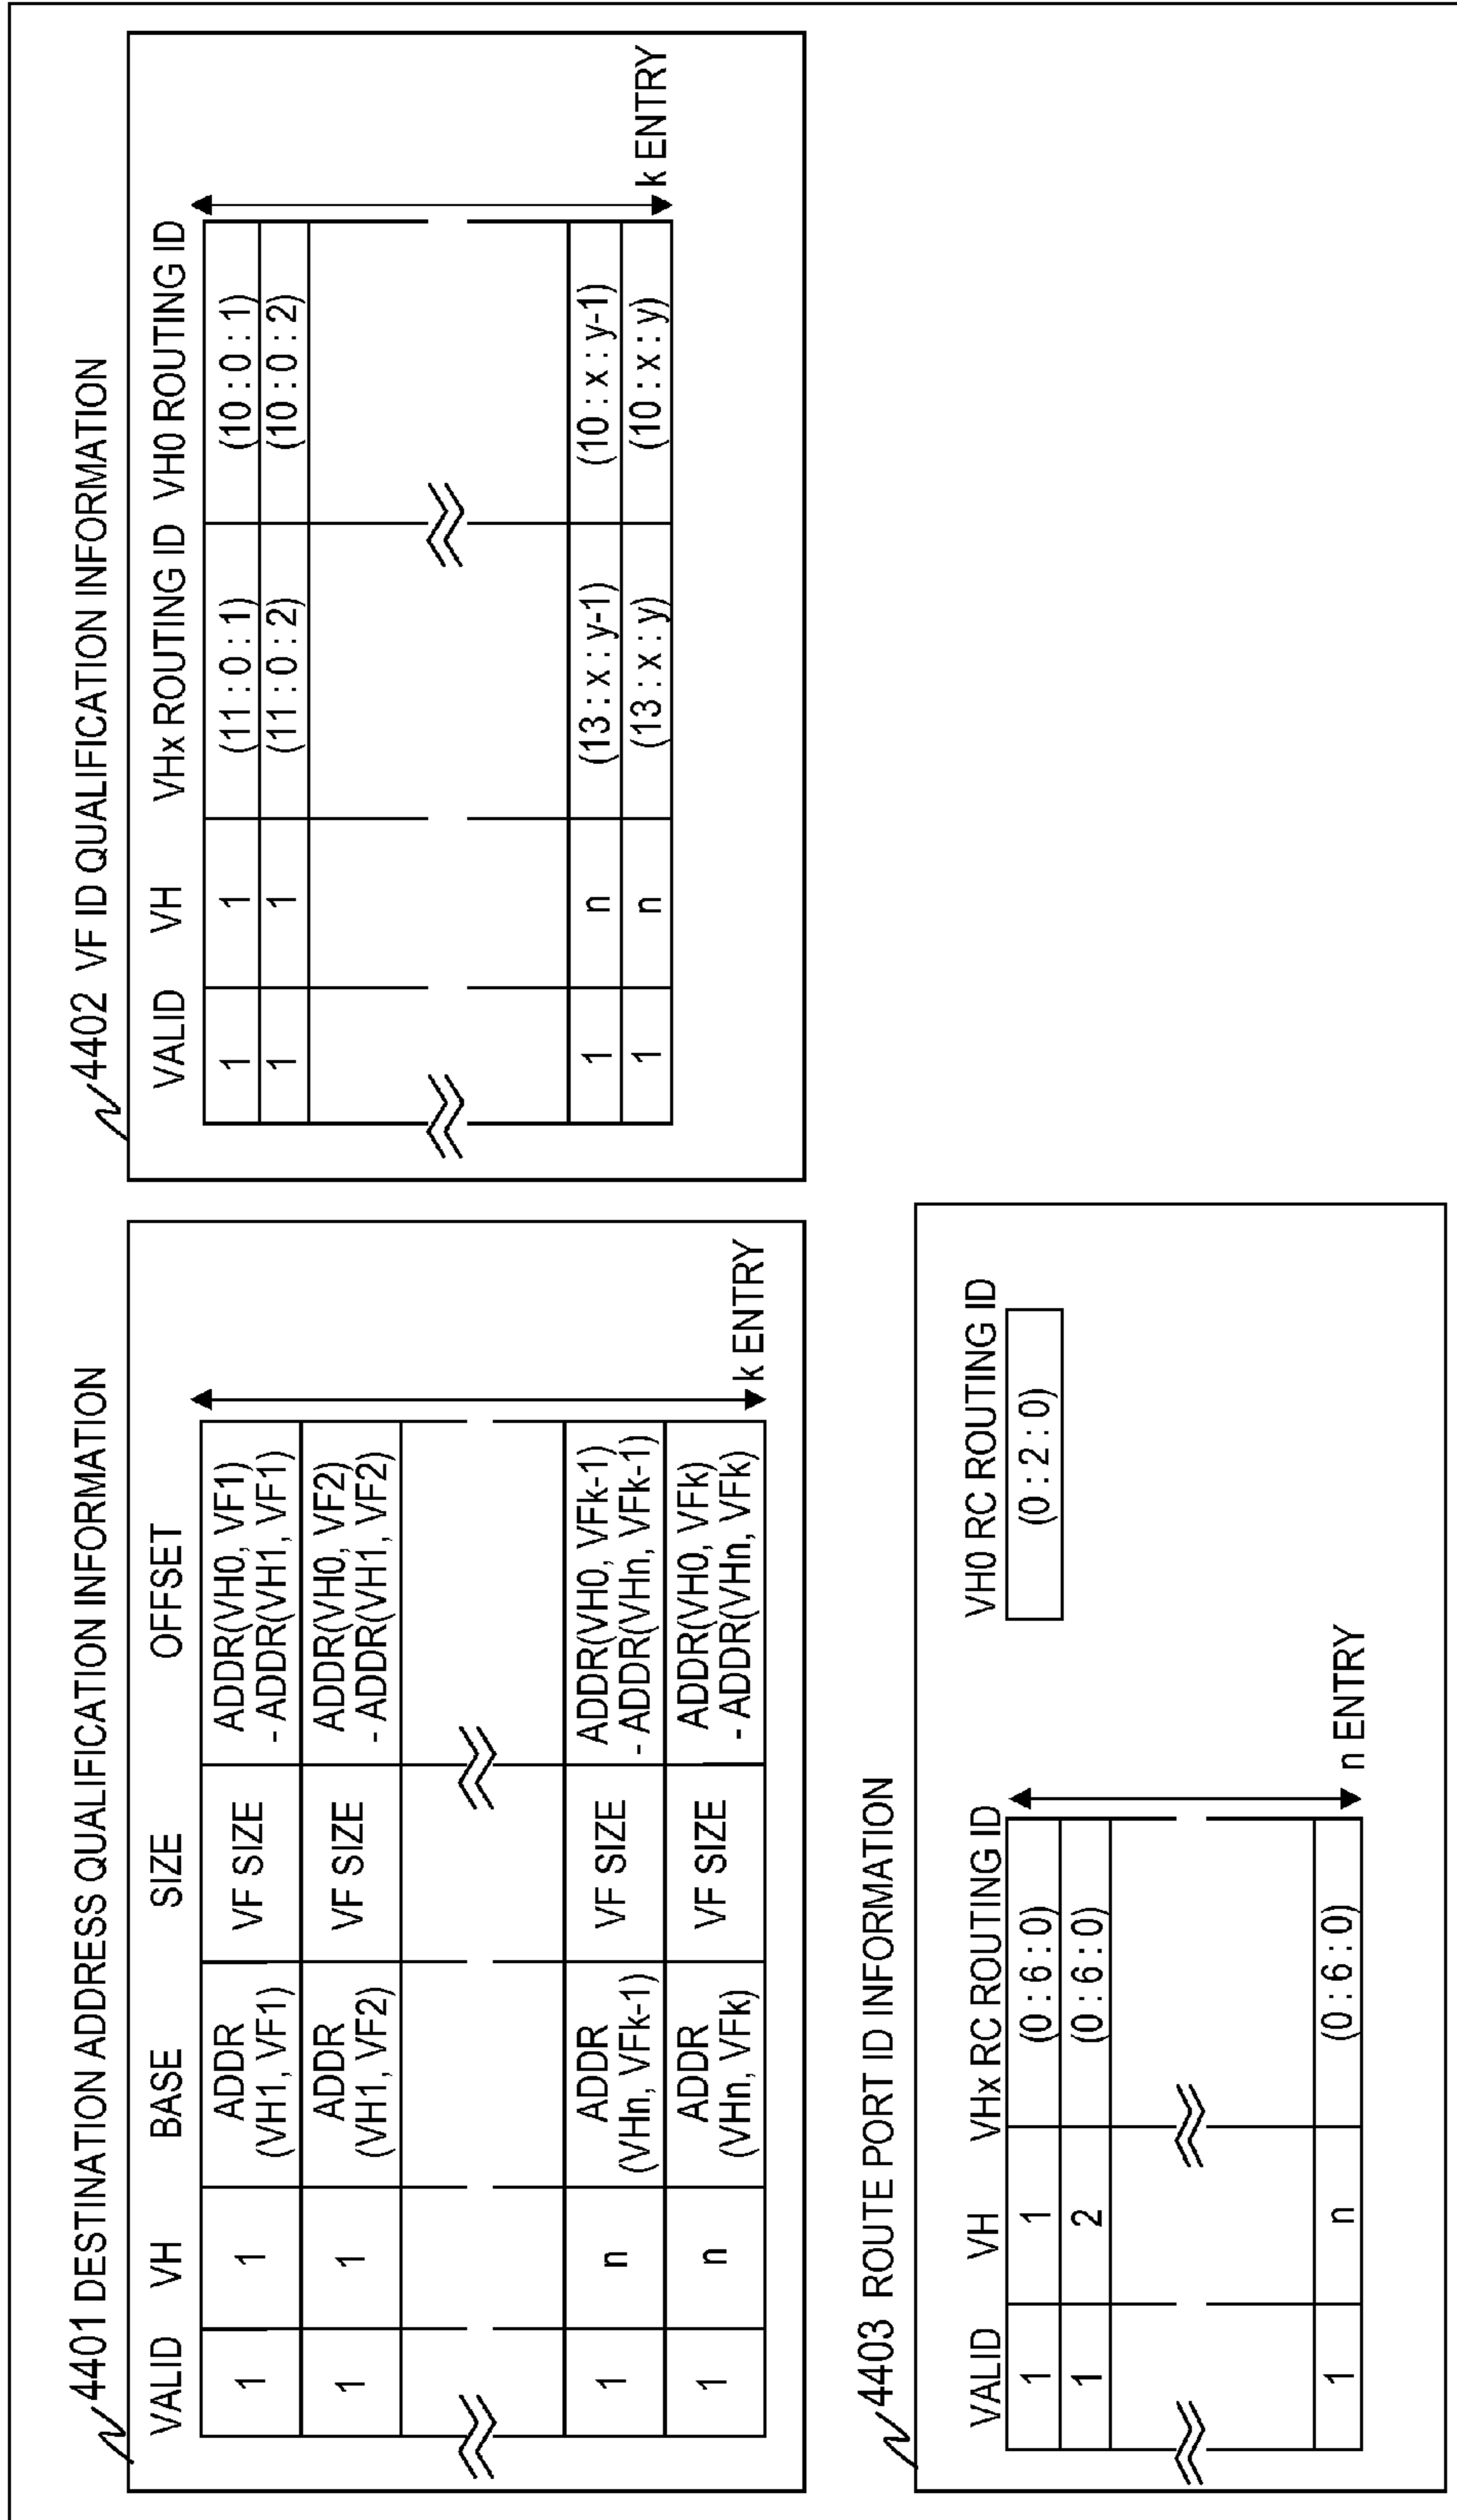 4401 DESTINATION ADDRESS QUALIFICATION INFORMATION
VALID VH BASE SIZE OFFSET
1 1 ADDR (VH1, VF1) VF SIZE ADDR(VH0, VF1) - ADDR(VH1, VF1)
1 1 ADDR (VH1, VF2) VF SIZE ADDR(VH0, VF2) - ADDR(VH1, VF2)
1 n ADDR (VHn, VFk-1) VF SIZE ADDR(VH0, VFk-1) - ADDR(VHn, VFk-1)
1 n ADDR (VHn, VFk) VF SIZE ADDR(VH0, VFk) - ADDR(VHn, VFk)
k ENTRY
4402 VF ID QUALIFICATION INFORMATION
VALID VH VHx ROUTING ID VH0 ROUTING ID
1 1 (11 : 0 : 1) (10 : 0 : 1)
1 1 (11 : 0 : 2) (10 : 0 : 2)
1 n (13 : x : y-1) (10 : x : y-1)
1 n (13 : x : y) (10 : x : y)
k ENTRY
4403 ROUTE PORT ID INFORMATION
VALID VH VHx RC ROUTING ID
1 1 (0 : 6 : 0)
1 2 (0 : 6 : 0)
1 n (0 : 6 : 0)
n ENTRY
VH0 RC ROUTING ID
(0 : 2 : 0)